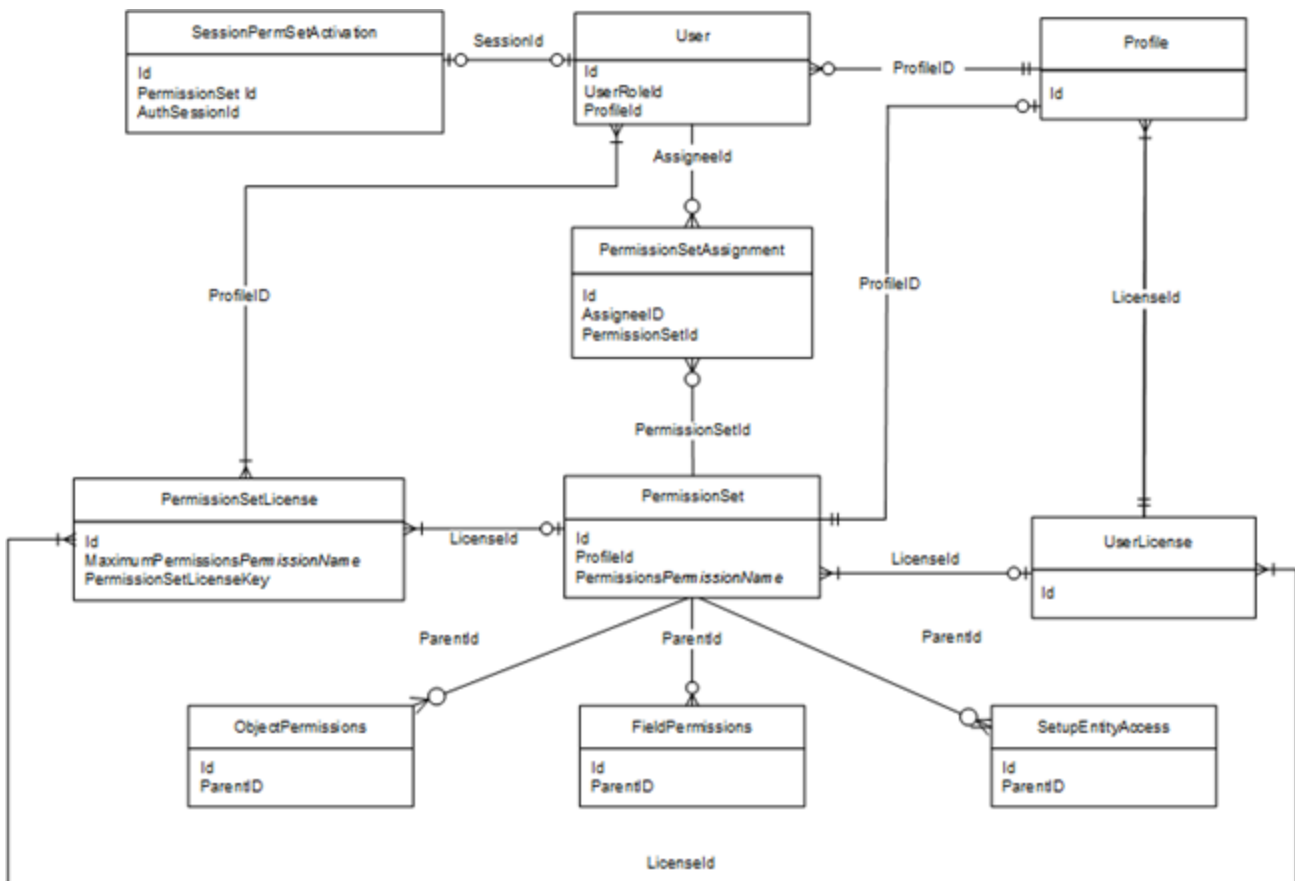 SessionPermSetActivation
Id
PermissionSet Id
AuthSessionId
SessionId
User
Id
UserRoleId
ProfileId
ProfileID
Profile
Id
AssigneeId
PermissionSetAssignment
Id
AssigneeID
PermissionSetId
ProfileID
ProfileID
LicenseId
PermissionSetId
PermissionSetLicense
Id
MaximumPermissionsPermissionName
PermissionSetLicenseKey
LicenseId
PermissionSet
Id
ProfileId
PermissionsPermissionName
LicenseId
UserLicense
Id
ParentId
ParentId
ParentId
ObjectPermissions
Id
ParentID
FieldPermissions
Id
ParentID
SetupEntityAccess
Id
ParentID
LicenseId